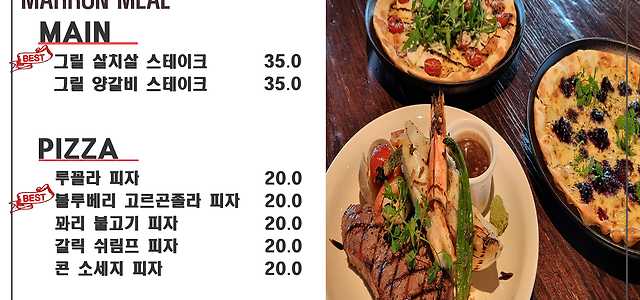 MARRON MEAL
MAIN
BEST 그릴 살치살 스테이크 35.0
그릴 양갈비 스테이크 35.0
PIZZA
루꼴라 피자 20.0
BEST 블루베리 고르곤졸라 피자 20.0
꽈리 불고기 피자 20.0
갈릭 쉬림프 피자 20.0
콘 소세지 피자 20.0